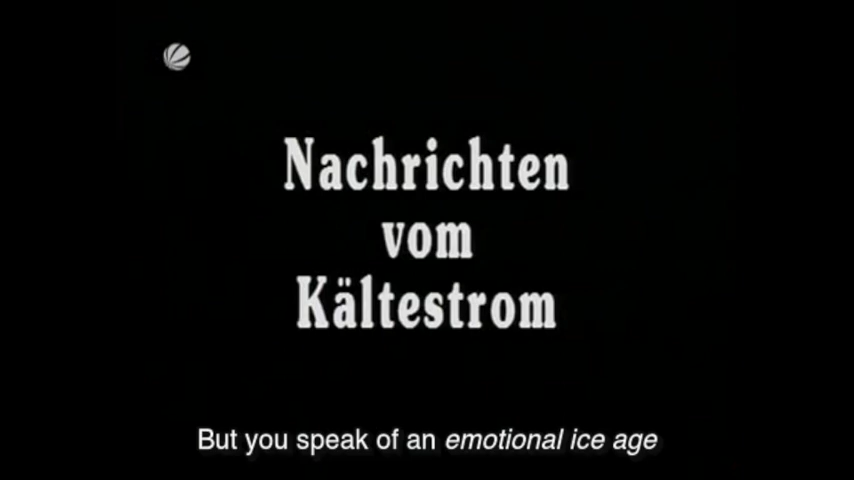 Nachrichten
vom
Kältestrom
But you speak of an emotional ice age